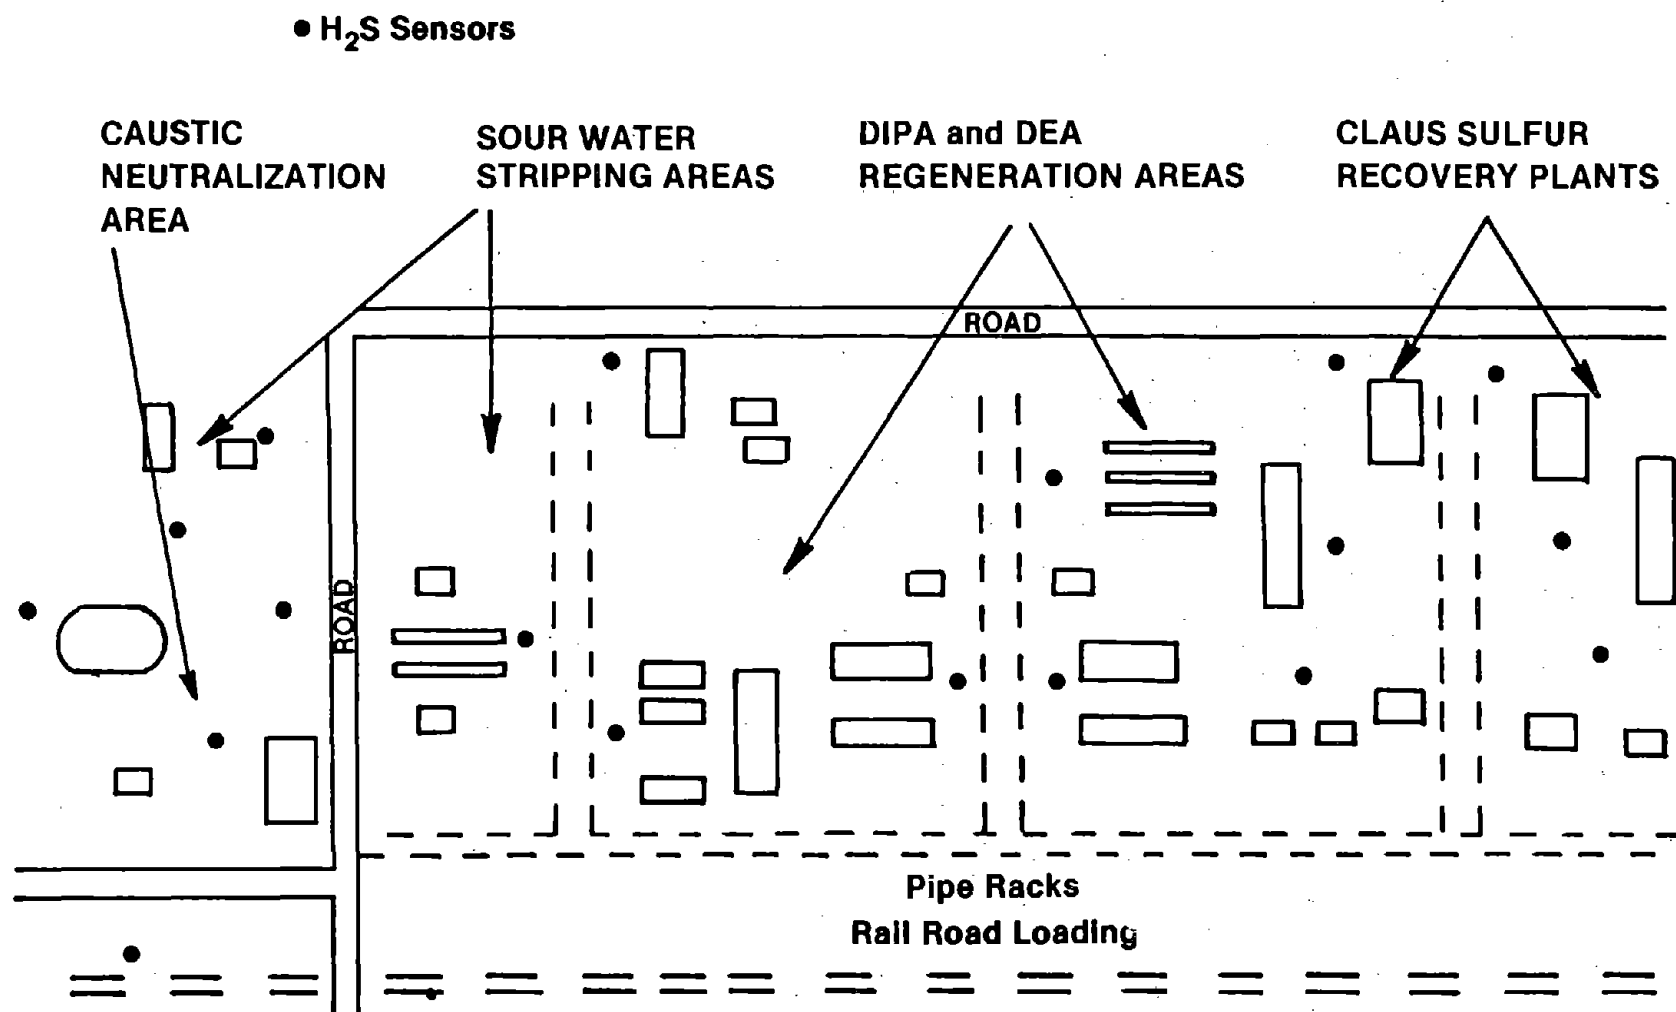 ● H₂S Sensors
CAUSTIC
NEUTRALIZATION
AREA
SOUR WATER
STRIPPING AREAS
DIPA and DEA
REGENERATION AREAS
CLAUS SULFUR
RECOVERY PLANTS
ROAD
ROAD
Pipe Racks
Rail Road Loading